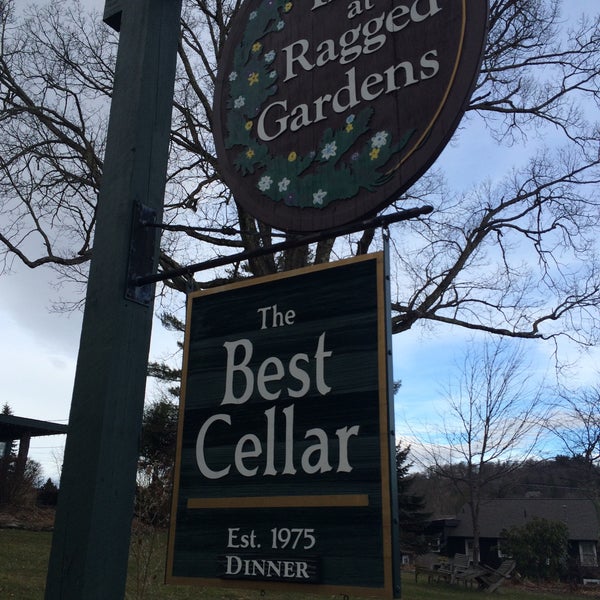 at
Ragged
Gardens
The
Best
Cellar
Est. 1975
DINNER